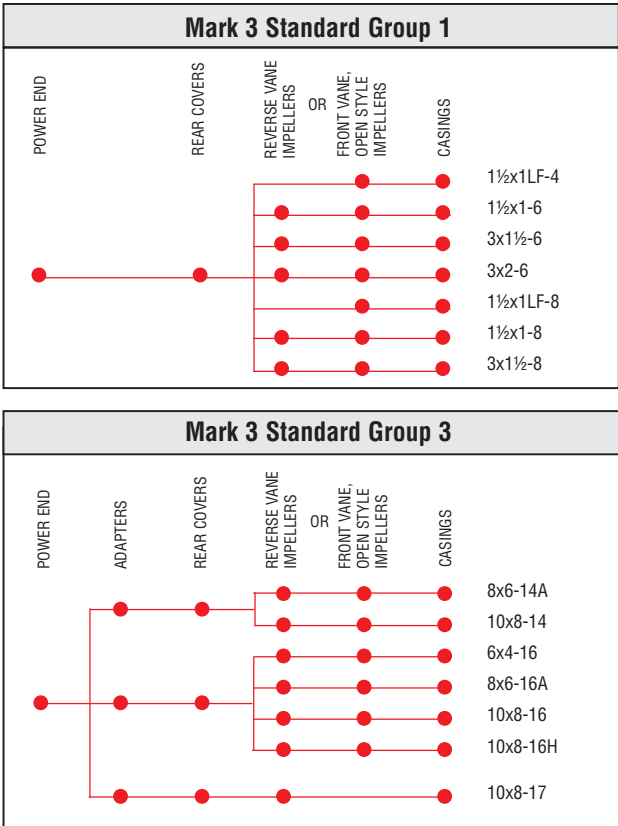 Mark 3 Standard Group 1
POWER END
REAR COVERS
REVERSE VANE
IMPELLERS
OR
FRONT VANE,
OPEN STYLE
IMPELLERS
CASINGS
1½x1LF-4
1½x1-6
3x1½-6
3x2-6
1½x1LF-8
1½x1-8
3x1½-8
Mark 3 Standard Group 3
POWER END
ADAPTERS
REAR COVERS
REVERSE VANE
IMPELLERS
OR
FRONT VANE,
OPEN STYLE
IMPELLERS
CASINGS
8x6-14A
10x8-14
6x4-16
8x6-16A
10x8-16
10x8-16H
10x8-17